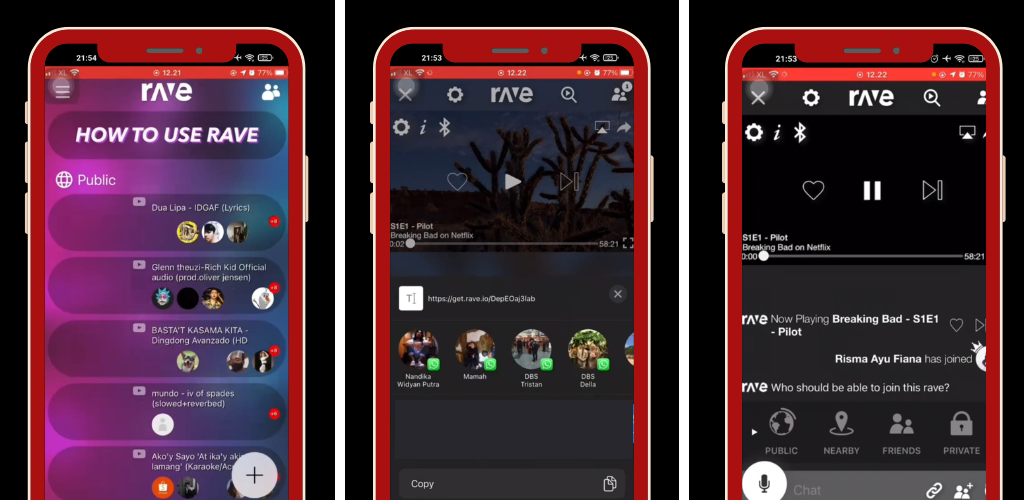 21:54
XL
12.21
77%
rave
HOW TO USE RAVE
Public
Dua Lipa - IDGAF (Lyrics)
Glenn theuzi-Rich Kid Official
audio (prod.oliver jensen)
BASTA'T KASAMA KITA -
Dingdong Avanzado (HD
mundo - iv of spades
(slowed+reverbed)
Ako'y Sayo 'At ika'y aki
lamang' (Karaoke/Ac
21:53
XL
12.22
77%
rave
S1E1 - Pilot
Breaking Bad on Netflix
0:02
58:21
https://get.rave.io/DepEOaj3lab
Nandika
Widyan Putra
Mamah
DBS
Tristan
DBS
Della
Copy
21:53
XL
12.22
77%
rave
S1E1 - Pilot
Breaking Bad on Netflix
0:00
58:21
rave Now Playing Breaking Bad - S1E1
- Pilot
Risma Ayu Fiana has joined
rave Who should be able to join this rave?
PUBLIC
NEARBY
FRIENDS
PRIVATE
Chat